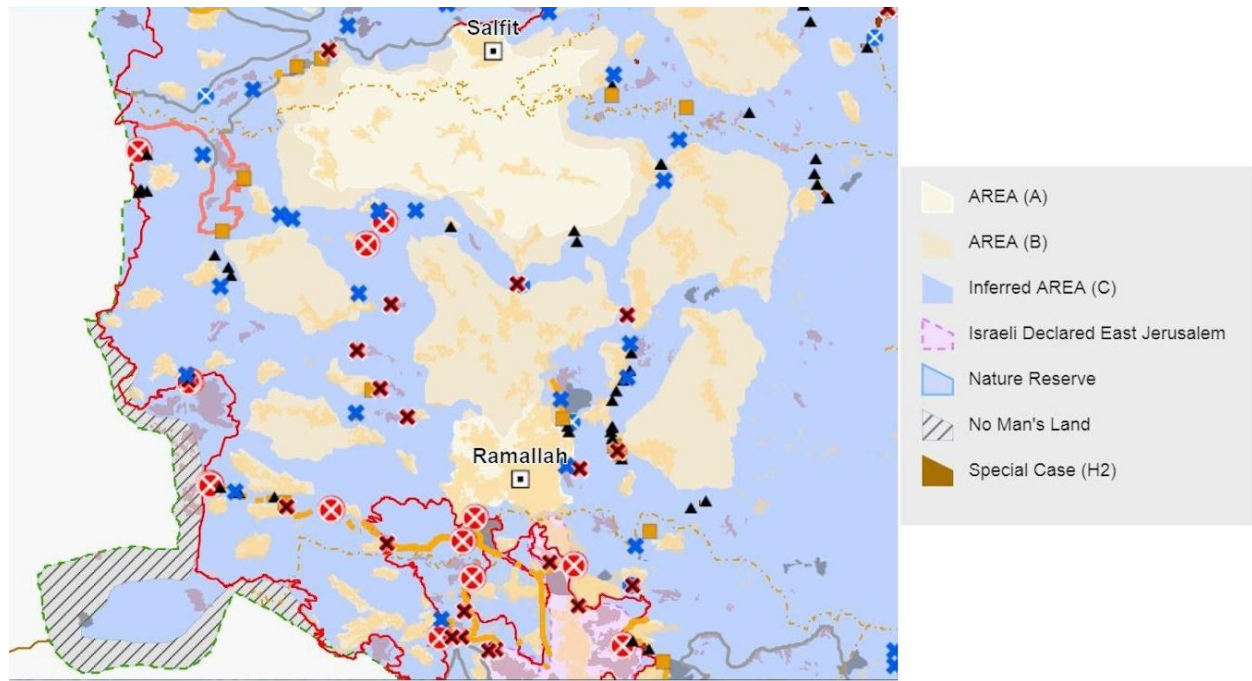 Salfit
Ramallah
AREA (A)
AREA (B)
Inferred AREA (C)
Israeli Declared East Jerusalem
Nature Reserve
No Man's Land
Special Case (H2)